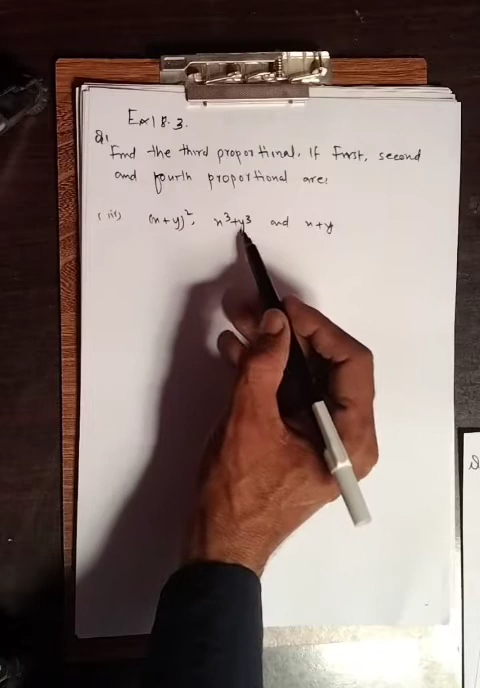 Ex 18.3.
Q1
Find the third proportional. If First, second
and fourth proportional are:
(iii) (x+y)², x³+y3 and x+y